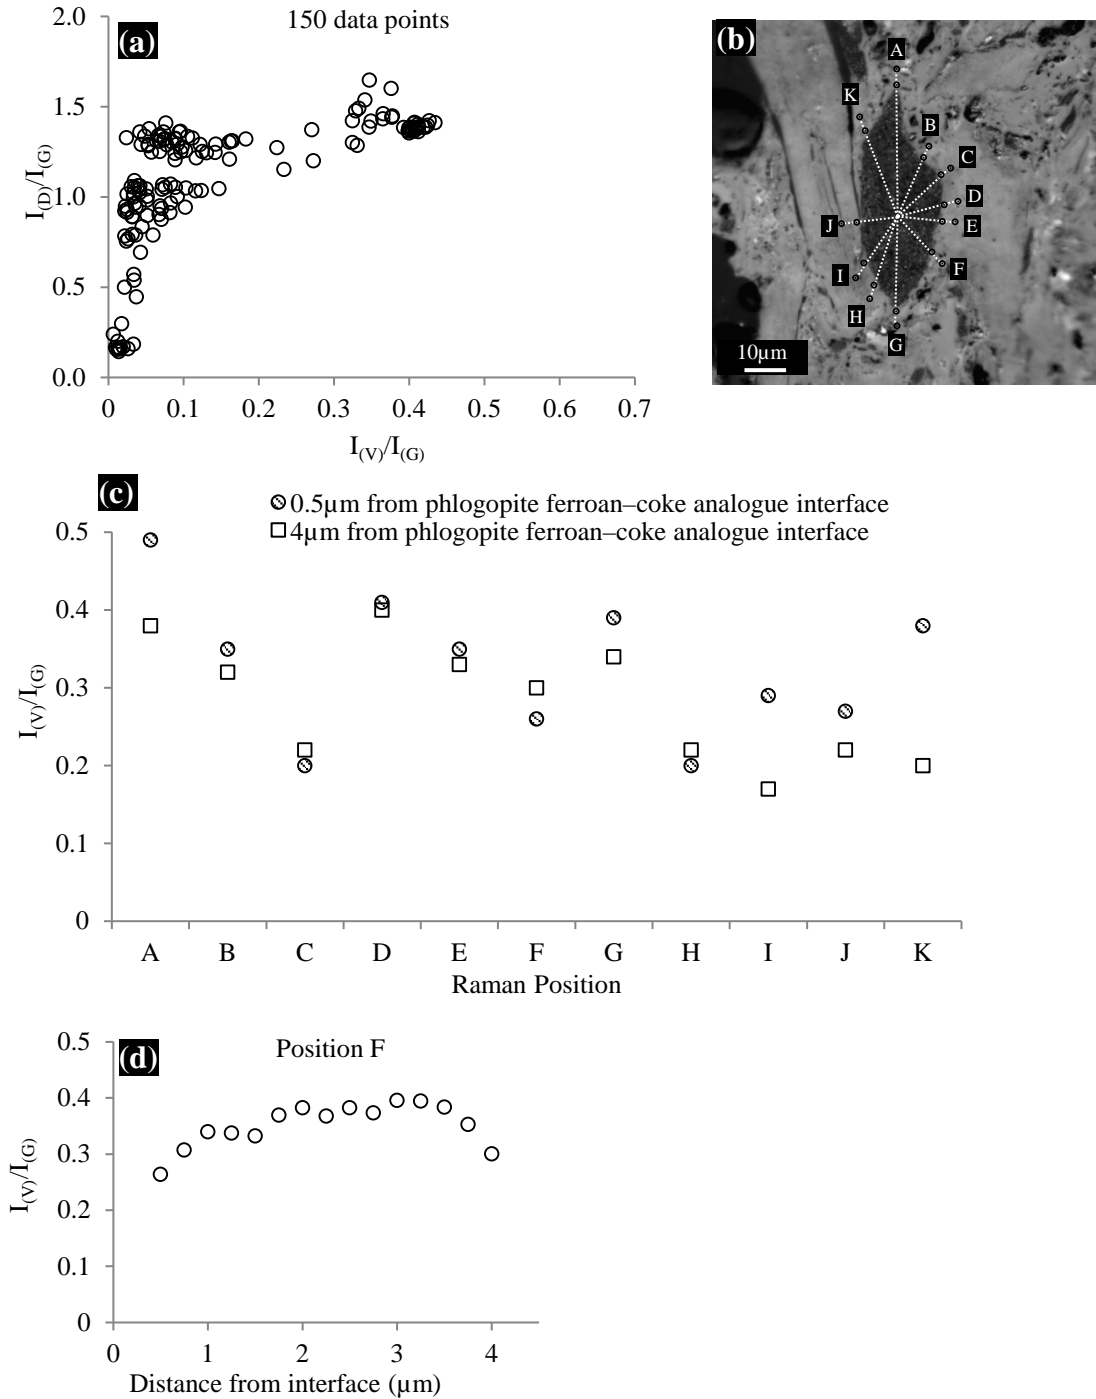 (a)
150 data points
2.0
1.5
1.0
0.5
0.0
I(D)/I(G)
0 0.1 0.2 0.3 0.4 0.5 0.6 0.7
I(V)/I(G)
(b)
A
K
B
C
D
E
J
F
I
H
G
10µm
(c)
0.5µm from phlogopite ferroan–coke analogue interface
4µm from phlogopite ferroan–coke analogue interface
0.5
0.4
0.3
0.2
0.1
0
I(V)/I(G)
A B C D E F G H I J K
Raman Position
(d)
Position F
0.5
0.4
0.3
0.2
0.1
0
I(V)/I(G)
0 1 2 3 4
Distance from interface (µm)